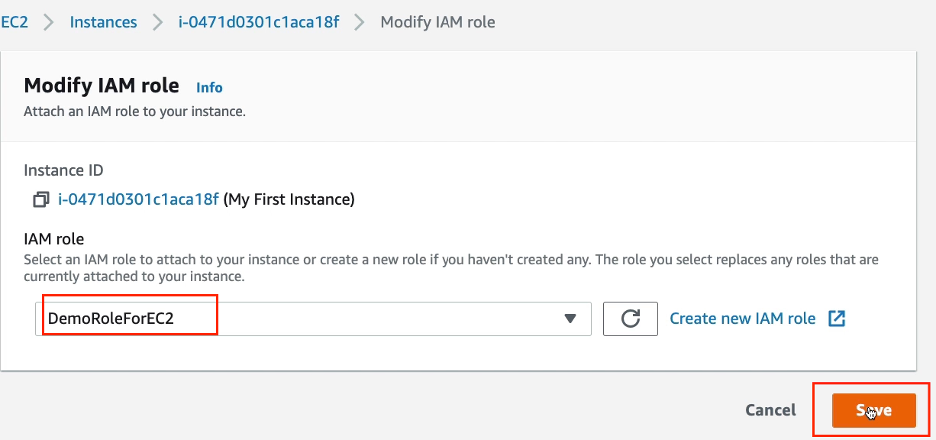 EC2 > Instances > i-0471d0301c1aca18f > Modify IAM role
Modify IAM role Info
Attach an IAM role to your instance.
Instance ID
i-0471d0301c1aca18f (My First Instance)
IAM role
Select an IAM role to attach to your instance or create a new role if you haven't created any. The role you select replaces any roles that are
currently attached to your instance.
DemoRoleForEC2
Create new IAM role
Cancel Save